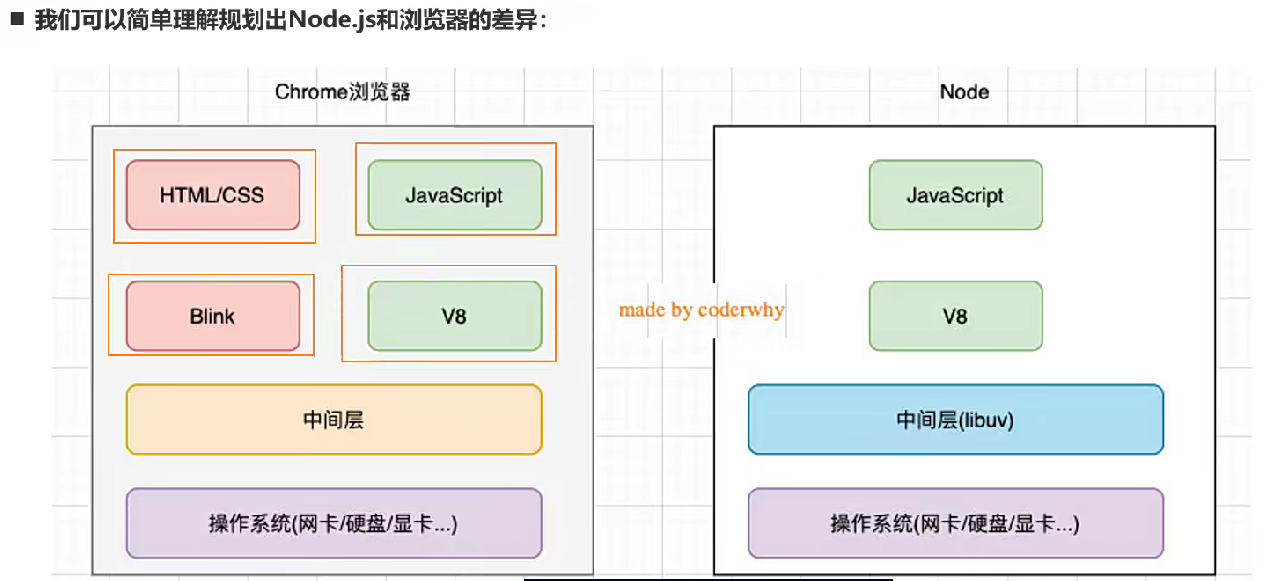 ■ 我们可以简单理解规划出Node.js和浏览器的差异：
Chrome浏览器
HTML/CSS
JavaScript
Blink
V8
中间层
操作系统(网卡/硬盘/显卡...)
made by coderwhy
Node
JavaScript
V8
中间层(libuv)
操作系统(网卡/硬盘/显卡...)